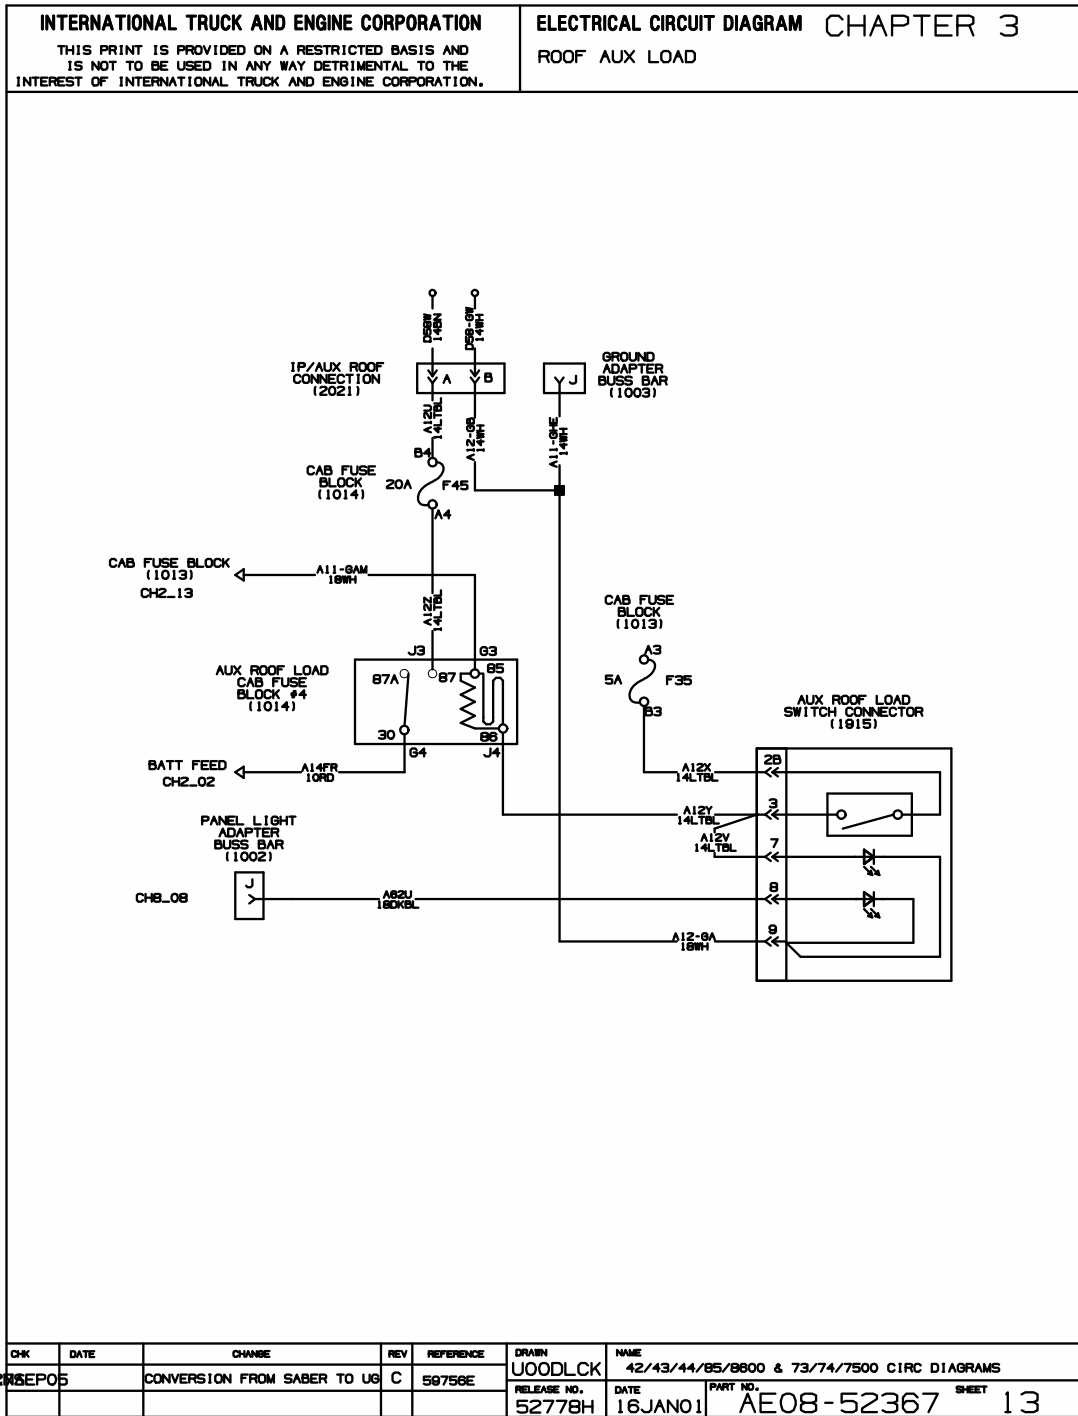 INTERNATIONAL TRUCK AND ENGINE CORPORATION
THIS PRINT IS PROVIDED ON A RESTRICTED BASIS AND
IS NOT TO BE USED IN ANY WAY DETRIMENTAL TO THE
INTEREST OF INTERNATIONAL TRUCK AND ENGINE CORPORATION.
ELECTRICAL CIRCUIT DIAGRAM CHAPTER 3
ROOF AUX LOAD
D58W
14BN
D58-GW
14WH
IP/AUX ROOF
CONNECTION
(2021)
A
B
J
GROUND
ADAPTER
BUSS BAR
(1003)
A12U
14LTBL
A12-GB
14WH
A11-GHE
14WH
B4
CAB FUSE
BLOCK
(1014)
20A
F45
A4
CAB FUSE BLOCK
(1013)
CH2_13
A11-GAM
18WH
A12Z
14LTBL
CAB FUSE
BLOCK
(1013)
A3
5A
F35
B3
J3
G3
AUX ROOF LOAD
CAB FUSE
BLOCK #4
(1014)
87A
87
85
30
86
G4
J4
AUX ROOF LOAD
SWITCH CONNECTOR
(1915)
BATT FEED
CH2_02
A14FR
10RD
A12X
14LTBL
2B
A12Y
14LTBL
3
A12V
14LTBL
7
PANEL LIGHT
ADAPTER
BUSS BAR
(1002)
CH8_08
J
A62U
18DKBL
8
A12-GA
18WH
9
CHK DATE CHANGE REV REFERENCE
SEP05 CONVERSION FROM SABER TO UG C 59756E
DRAWN
UOODLCK
NAME
42/43/44/85/8600 & 73/74/7500 CIRC DIAGRAMS
RELEASE NO.
52778H
DATE
16JAN01
PART NO.
AE08-52367
SHEET
13